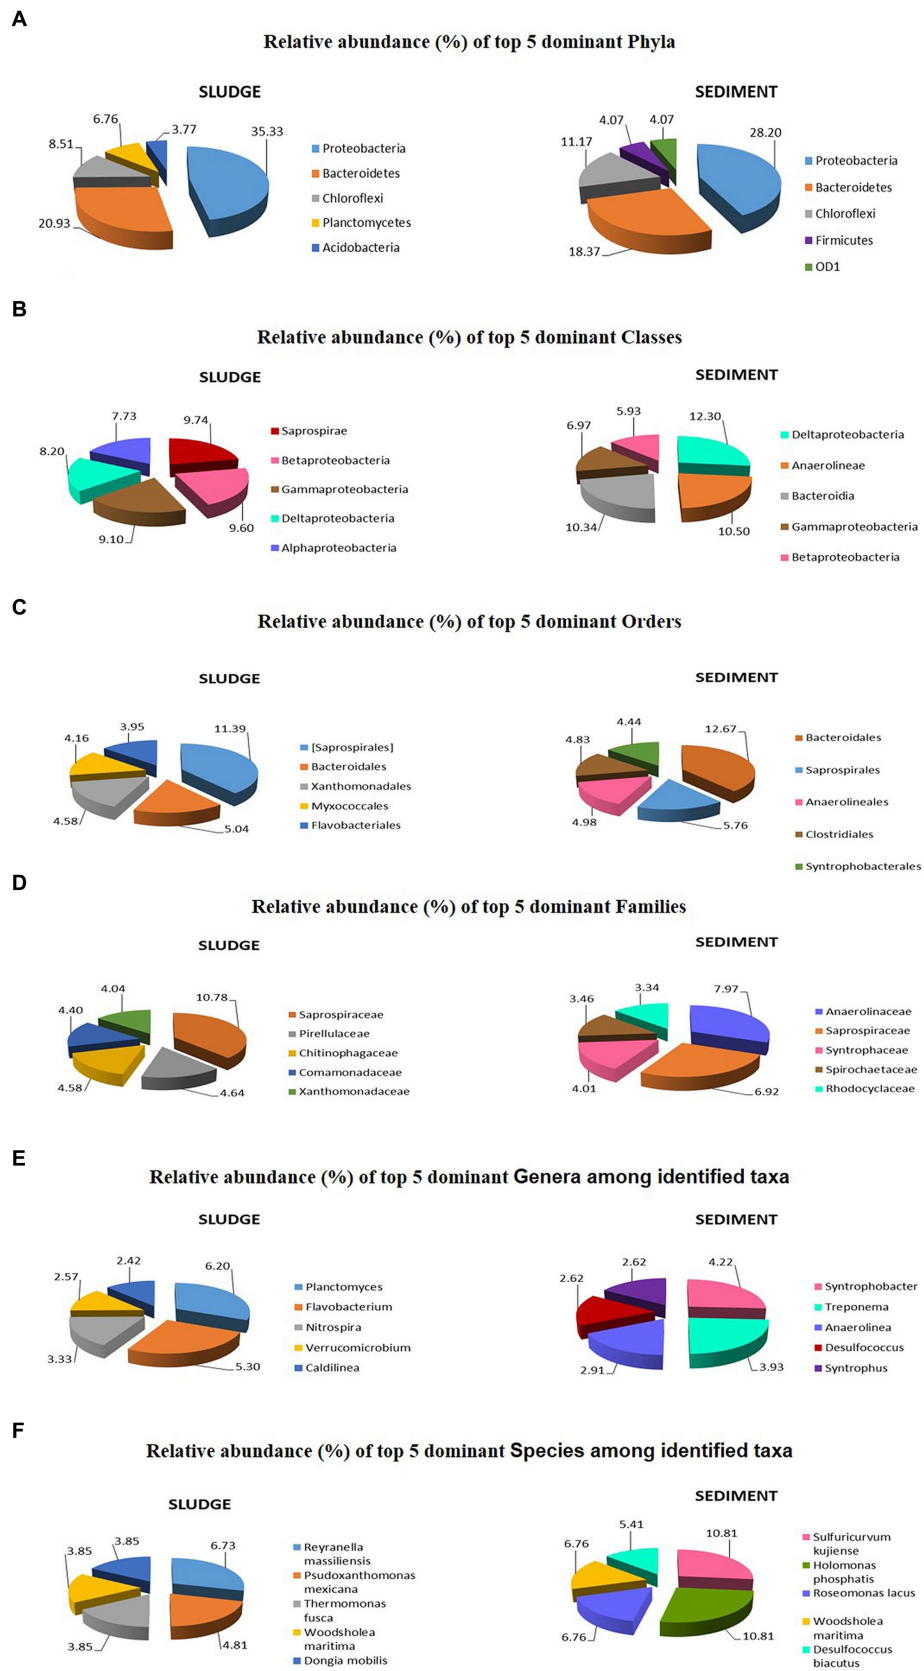 A
Relative abundance (%) of top 5 dominant Phyla
SLUDGE
35.33
20.93
8.51
6.76
3.77
Proteobacteria
Bacteroidetes
Chloroflexi
Planctomycetes
Acidobacteria
SEDIMENT
28.20
18.37
11.17
4.07
4.07
Proteobacteria
Bacteroidetes
Chloroflexi
Firmicutes
OD1
B
Relative abundance (%) of top 5 dominant Classes
SLUDGE
9.74
9.60
9.10
8.20
7.73
Saprospirae
Betaproteobacteria
Gammaproteobacteria
Deltaproteobacteria
Alphaproteobacteria
SEDIMENT
12.30
10.50
10.34
6.97
5.93
Deltaproteobacteria
Anaerolineae
Bacteroidia
Gammaproteobacteria
Betaproteobacteria
C
Relative abundance (%) of top 5 dominant Orders
SLUDGE
11.39
5.04
4.58
4.16
3.95
[Saprospirales]
Bacteroidales
Xanthomonadales
Myxococcales
Flavobacteriales
SEDIMENT
12.67
5.76
4.98
4.83
4.44
Bacteroidales
Saprospirales
Anaerolineales
Clostridiales
Syntrophobacterales
D
Relative abundance (%) of top 5 dominant Families
SLUDGE
10.78
4.64
4.58
4.40
4.04
Saprospiraceae
Pirellulaceae
Chitinophagaceae
Comamonadaceae
Xanthomonadaceae
SEDIMENT
7.97
6.92
4.01
3.46
3.34
Anaerolinaceae
Saprospiraceae
Syntrophaceae
Spirochaetaceae
Rhodocyclaceae
E
Relative abundance (%) of top 5 dominant Genera among identified taxa
SLUDGE
6.20
5.30
3.33
2.57
2.42
Planctomyces
Flavobacterium
Nitrospira
Verrucomicrobium
Caldilinea
SEDIMENT
4.22
3.93
2.91
2.62
2.62
Syntrophobacter
Treponema
Anaerolinea
Desulfococcus
Syntrophus
F
Relative abundance (%) of top 5 dominant Species among identified taxa
SLUDGE
6.73
4.81
3.85
3.85
3.85
Reyranella
massiliensis
Psudoxanthomonas
mexicana
Thermomonas
fusca
Woodsholea
maritima
Dongia mobilis
SEDIMENT
10.81
10.81
6.76
6.76
5.41
Sulfuricurvum
kujiense
Holomonas
phosphatis
Roseomonas lacus
Woodsholea
maritima
Desulfococcus
biacutus